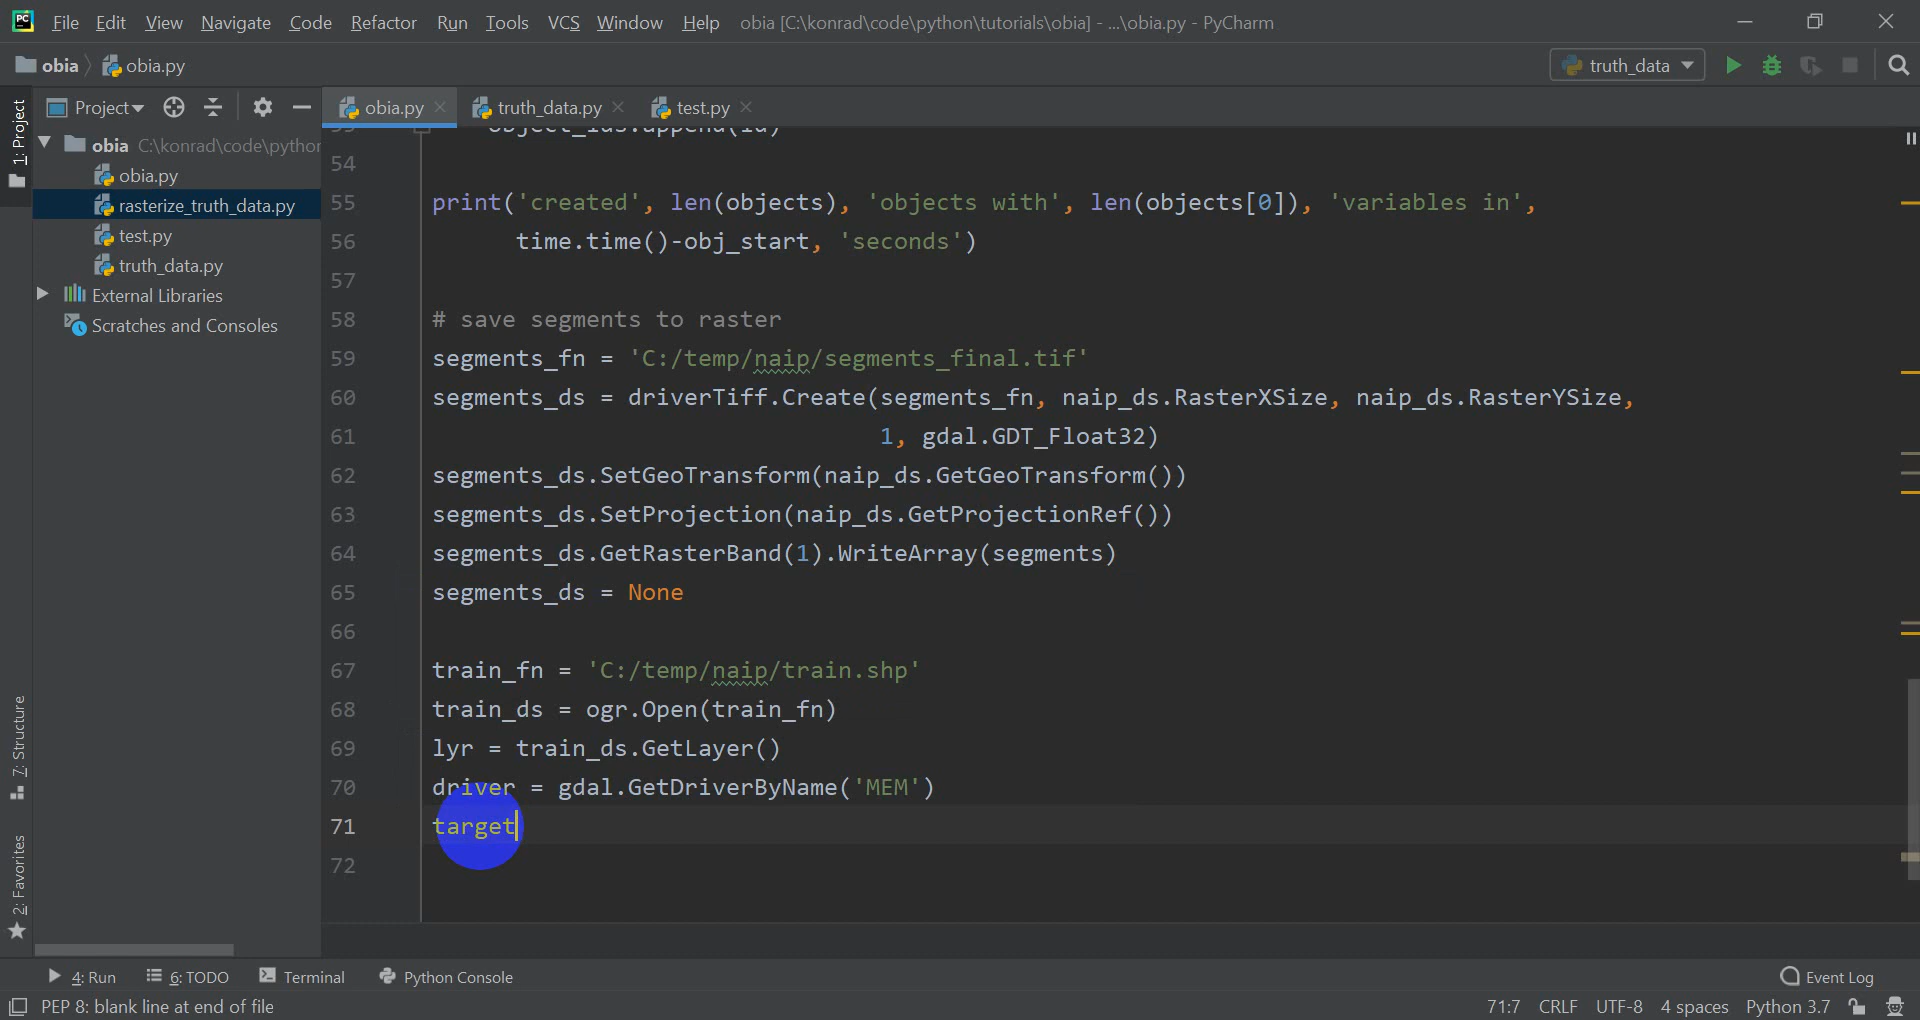 PC File Edit View Navigate Code Refactor Run Tools VCS Window Help obia [C:\konrad\code\python\tutorials\obia] - ...\obia.py - PyCharm
obia obia.py truth_data
1: Project
Project obia.py truth_data.py test.py
obia C:\konrad\code\python
obia.py
rasterize_truth_data.py
test.py
truth_data.py
External Libraries
Scratches and Consoles
54
55 print('created', len(objects), 'objects with', len(objects[0]), 'variables in',
56 time.time()-obj_start, 'seconds')
57
58 # save segments to raster
59 segments_fn = 'C:/temp/naip/segments_final.tif'
60 segments_ds = driverTiff.Create(segments_fn, naip_ds.RasterXSize, naip_ds.RasterYSize,
61 1, gdal.GDT_Float32)
62 segments_ds.SetGeoTransform(naip_ds.GetGeoTransform())
63 segments_ds.SetProjection(naip_ds.GetProjectionRef())
64 segments_ds.GetRasterBand(1).WriteArray(segments)
65 segments_ds = None
66
67 train_fn = 'C:/temp/naip/train.shp'
68 train_ds = ogr.Open(train_fn)
69 lyr = train_ds.GetLayer()
70 driver = gdal.GetDriverByName('MEM')
71 target
72
7: Structure
2: Favorites
4: Run 6: TODO Terminal Python Console Event Log
PEP 8: blank line at end of file 71:7 CRLF UTF-8 4 spaces Python 3.7